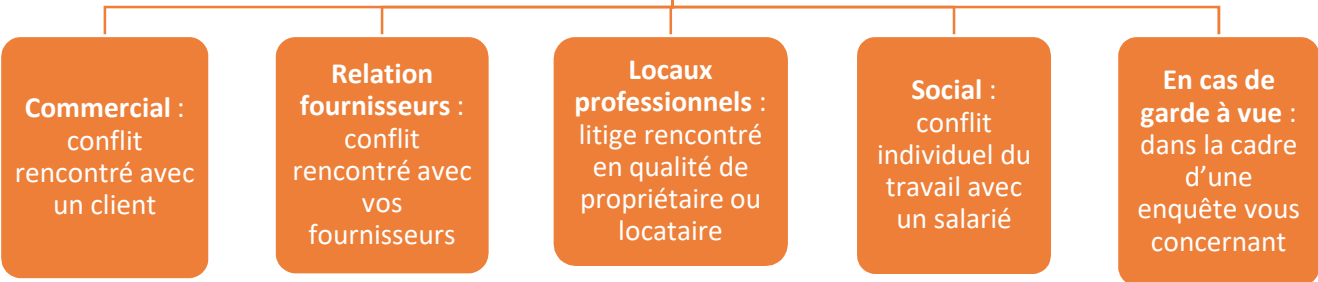 Commercial :
conflit
rencontré avec
un client
Relation
fournisseurs :
conflit
rencontré avec
vos
fournisseurs
Locaux
professionnels :
litige rencontré
en qualité de
propriétaire ou
locataire
Social :
conflit
individuel du
travail avec
un salarié
En cas de
garde à vue :
dans la cadre
d’une
enquête vous
concernant